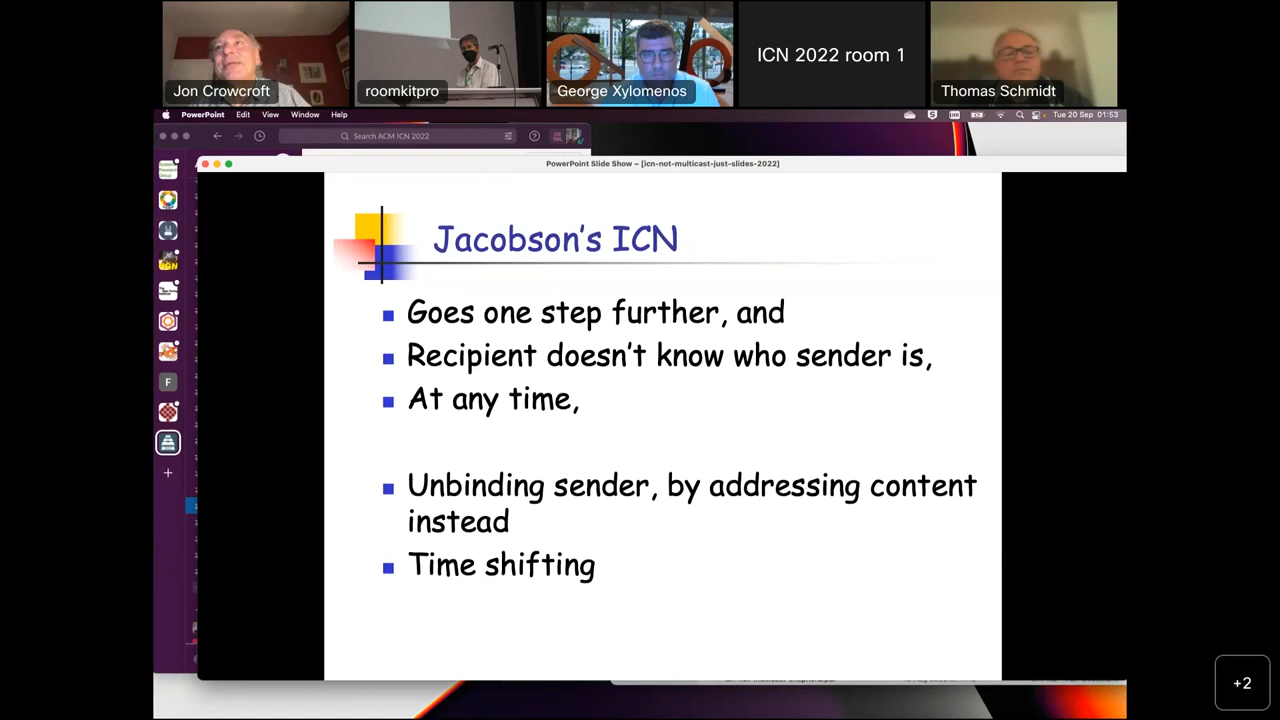 Jon Crowcroft
roomkitpro
George Xylomenos
ICN 2022 room 1
Thomas Schmidt
PowerPoint Edit View Window Help
Tue 20 Sep 01:53
Search ACM ICN 2022
PowerPoint Slide Show – [icn-not-multicast-just-slides-2022]
Jacobson's ICN
Goes one step further, and
Recipient doesn't know who sender is,
At any time,
Unbinding sender, by addressing content
instead
Time shifting
F
+2